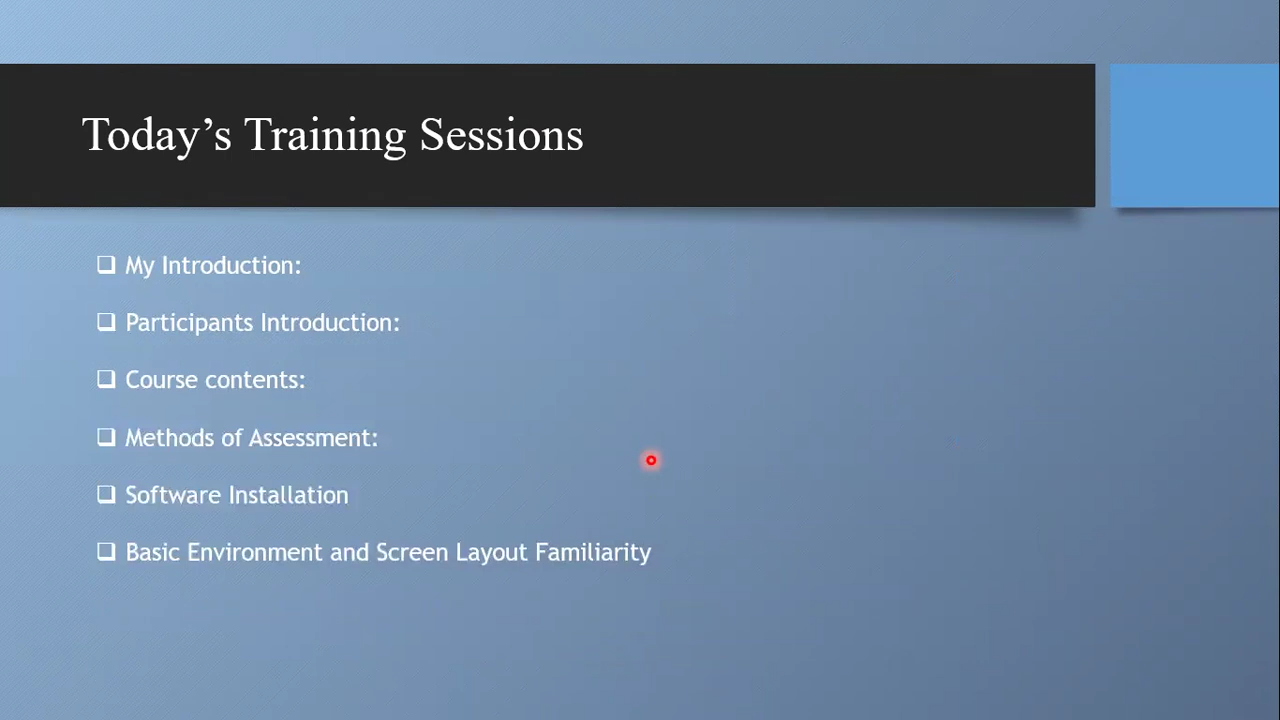 Today’s Training Sessions
❑ My Introduction:
❑ Participants Introduction:
❑ Course contents:
❑ Methods of Assessment:
❑ Software Installation
❑ Basic Environment and Screen Layout Familiarity